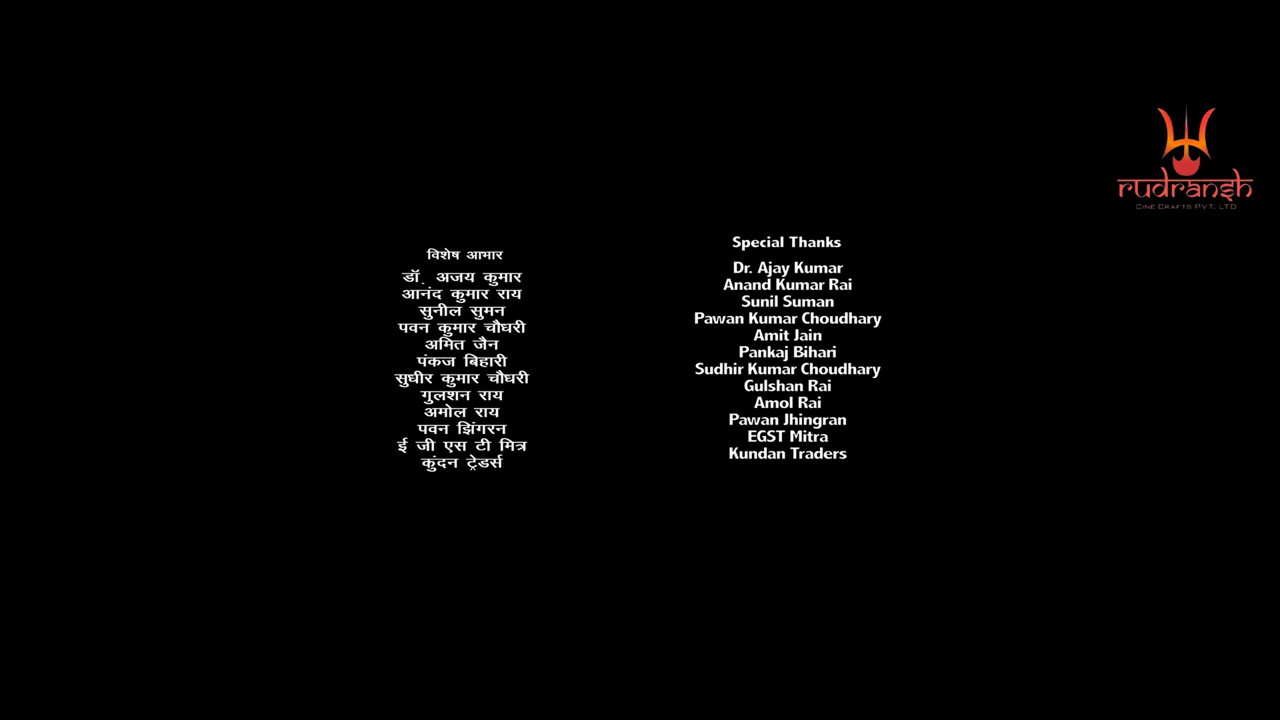 विशेष आभार
डॉ. अजय कुमार
आनंद कुमार राय
सुनील सुमन
पवन कुमार चौधरी
अमित जैन
पंकज बिहारी
सुधीर कुमार चौधरी
गुलशन राय
अमोल राय
पवन झिंगरन
ई जी एस टी मित्र
कुंदन ट्रेडर्स
Special Thanks
Dr. Ajay Kumar
Anand Kumar Rai
Sunil Suman
Pawan Kumar Choudhary
Amit Jain
Pankaj Bihari
Sudhir Kumar Choudhary
Gulshan Rai
Amol Rai
Pawan Jhingran
EGST Mitra
Kundan Traders
rudransh
CINE CRAFTS PVT. LTD